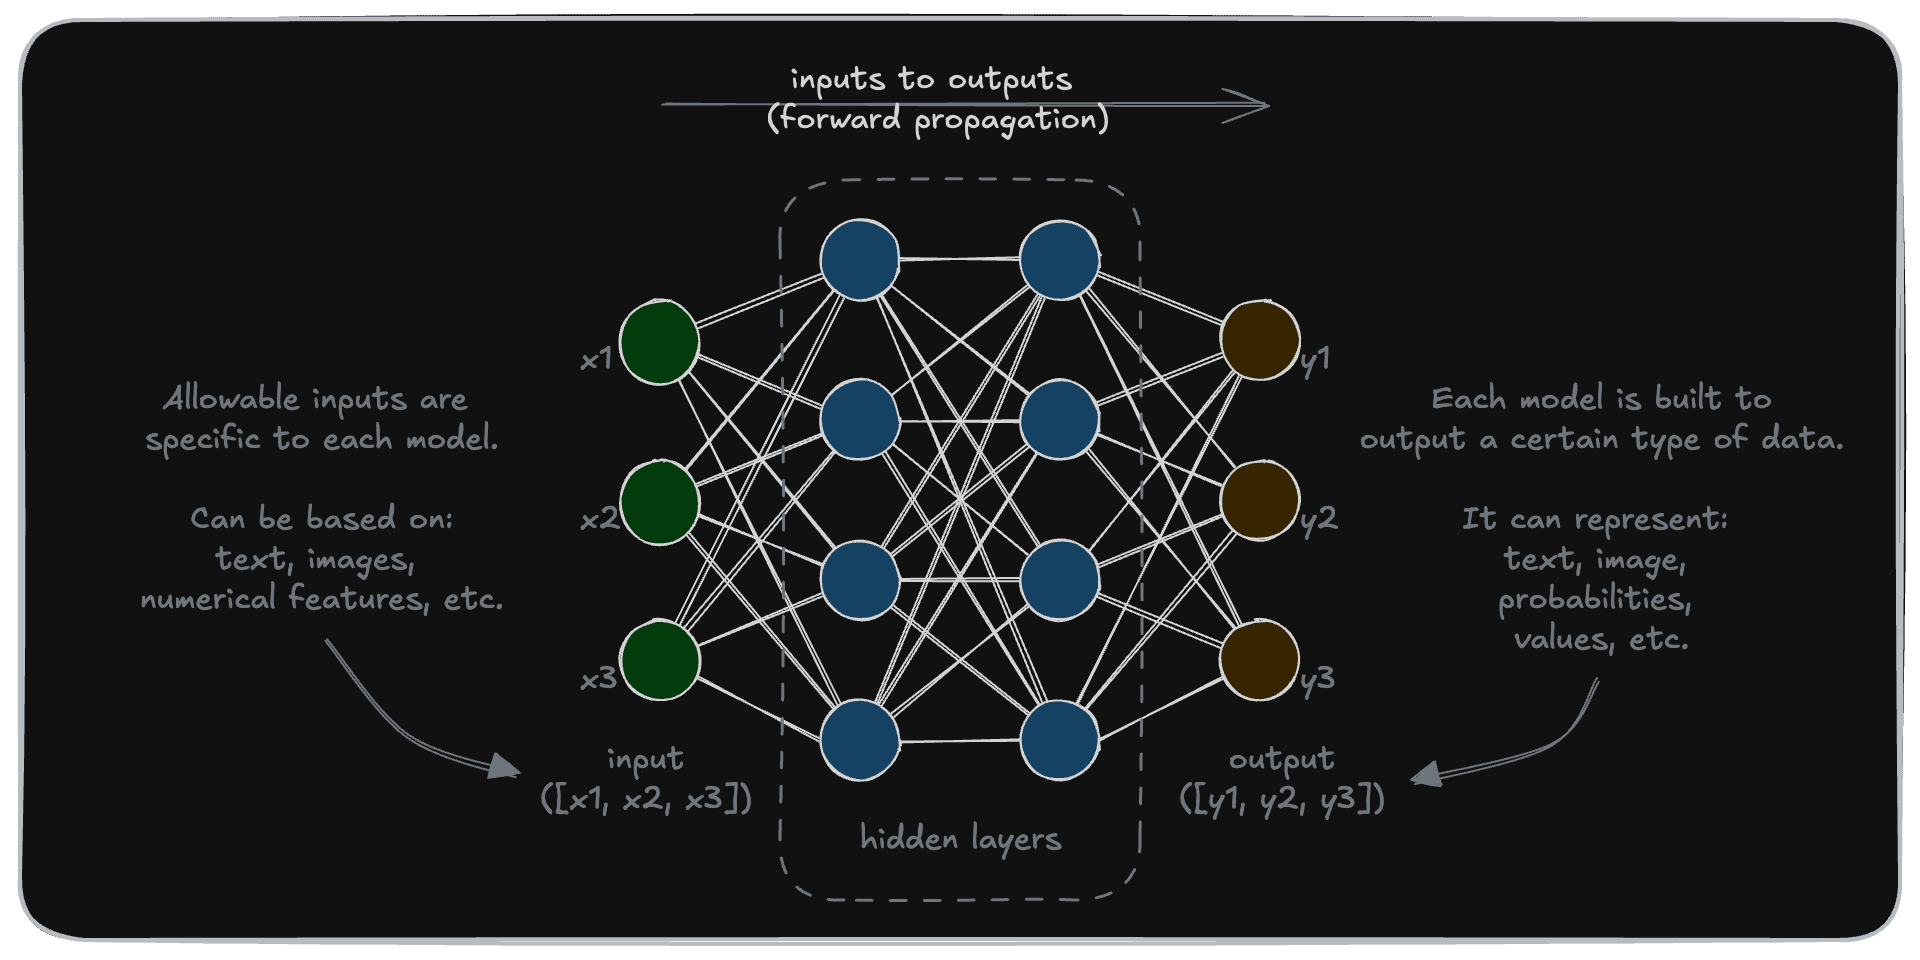 inputs to outputs
(forward propagation)
Allowable inputs are
specific to each model.
Can be based on:
text, images,
numerical features, etc.
x1
x2
x3
input
([x1, x2, x3])
hidden layers
y1
y2
y3
output
([y1, y2, y3])
Each model is built to
output a certain type of data.
It can represent:
text, image,
probabilities,
values, etc.